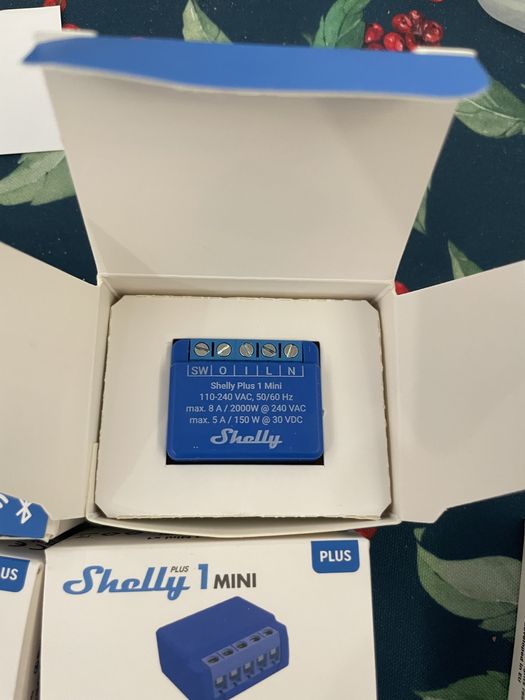 SW O I L N
Shelly Plus 1 Mini
110-240 VAC, 50/60 Hz
max. 8 A / 2000W @ 240 VAC
max. 5 A / 150 W @ 30 VDC
Shelly
US
Shelly PLUS 1 MINI
PLUS